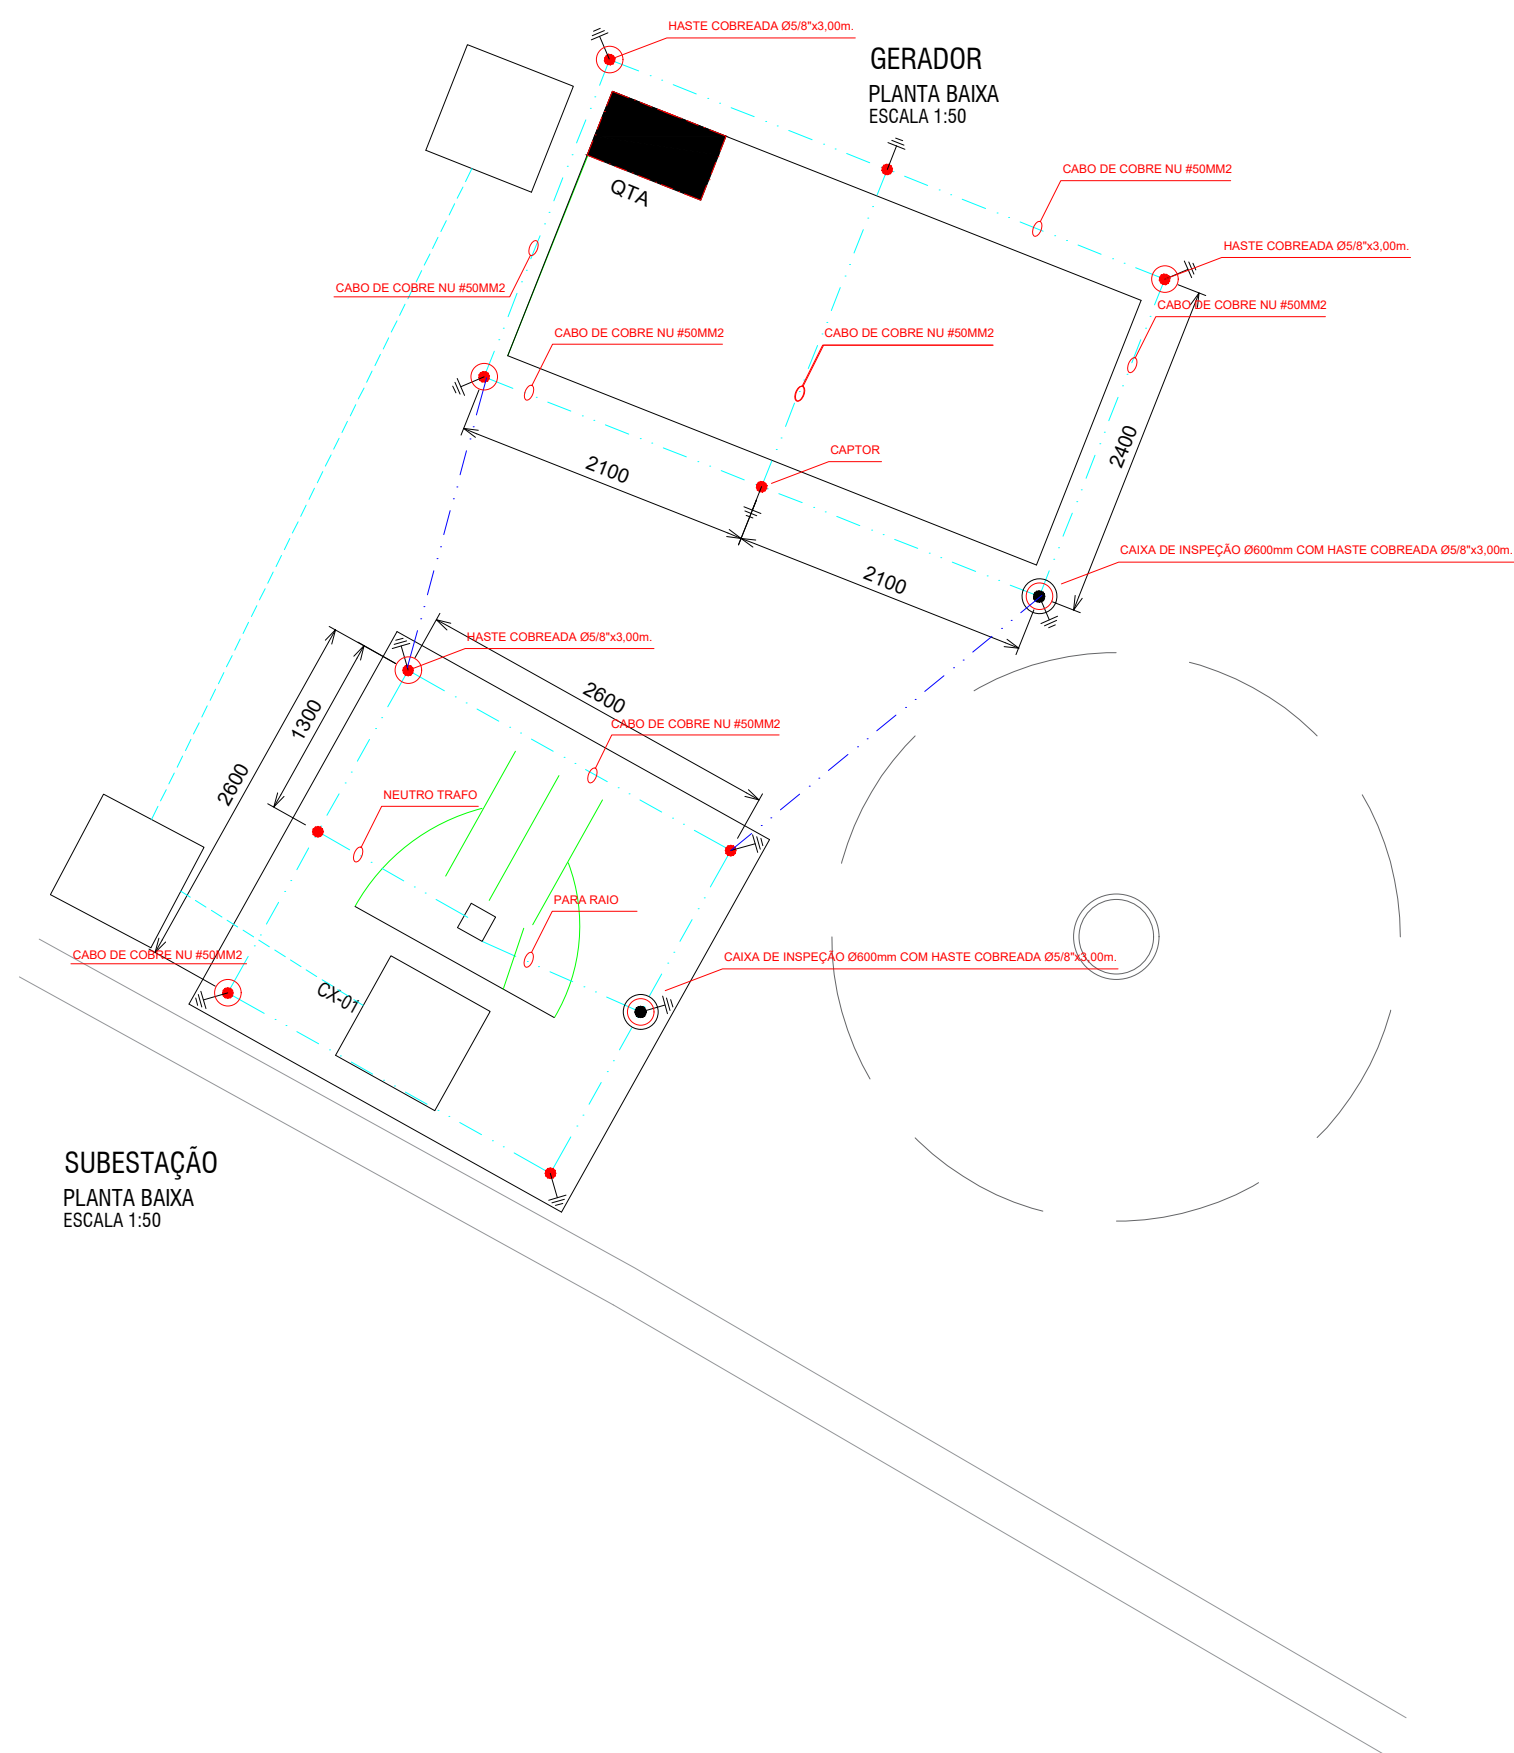 HASTE COBREADA Ø5/8"x3,00m.
GERADOR
PLANTA BAIXA
ESCALA 1:50
CABO DE COBRE NU #50MM2
QTA
HASTE COBREADA Ø5/8"x3,00m.
CABO DE COBRE NU #50MM2
CABO DE COBRE NU #50MM2
CABO DE COBRE NU #50MM2
CABO DE COBRE NU #50MM2
2400
CAPTOR
2100
CAIXA DE INSPEÇÃO Ø600mm COM HASTE COBREADA Ø5/8"x3,00m.
2100
HASTE COBREADA Ø5/8"x3,00m.
2600
1300
CABO DE COBRE NU #50MM2
2600
NEUTRO TRAFO
PARA RAIO
CABO DE COBRE NU #50MM2
CAIXA DE INSPEÇÃO Ø600mm COM HASTE COBREADA Ø5/8"x3,00m.
CX-01
SUBESTAÇÃO
PLANTA BAIXA
ESCALA 1:50